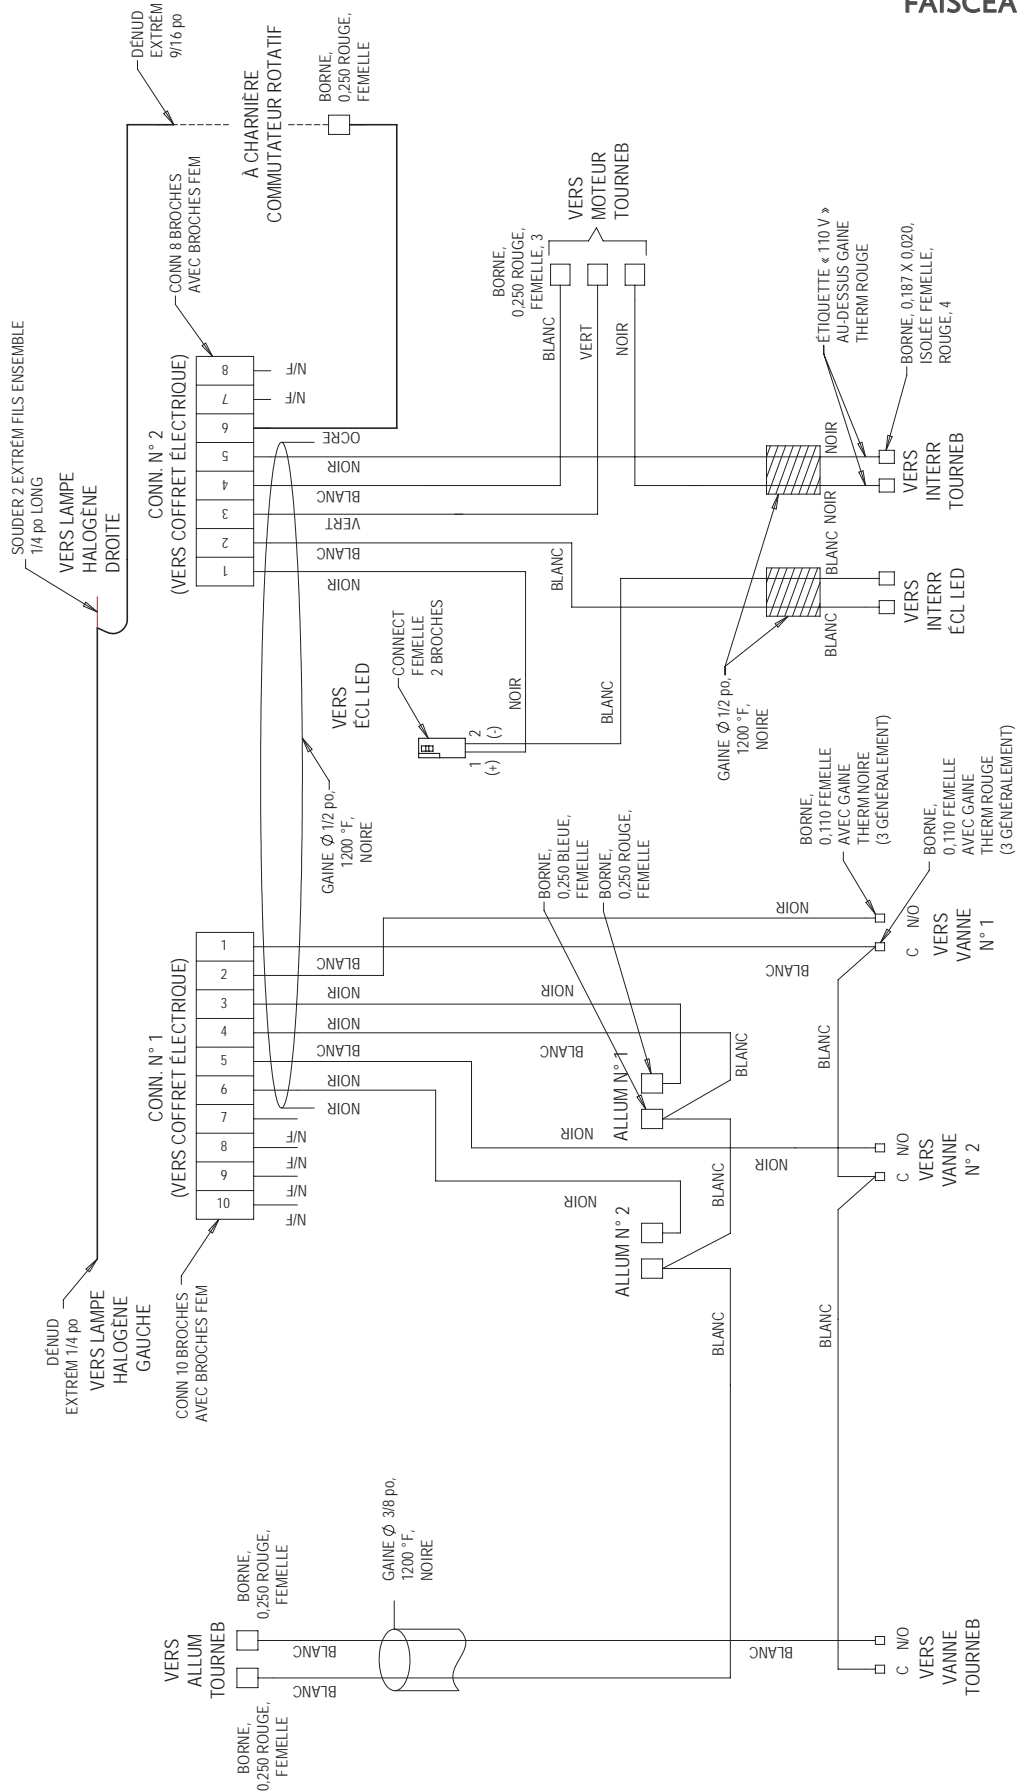 FAISCEA
DÉNUD
EXTRÉM
9/16 po
À CHARNIÈRE
COMMUTATEUR ROTATIF
BORNE,
0,250 ROUGE,
FEMELLE
CONN 8 BROCHES
AVEC BROCHES FEM
SOUDER 2 EXTRÉM FILS ENSEMBLE
1/4 po LONG
VERS LAMPE
HALOGÈNE
DROITE
CONN. N° 2
(VERS COFFRET ÉLECTRIQUE)
8
7
6
5
4
3
2
1
N/F
N/F
OCRE
NOIR
BLANC
VERT
BLANC
NOIR
BORNE,
0,250 ROUGE,
FEMELLE, 3
BLANC
VERT
NOIR
VERS
MOTEUR
TOURNEB
ÉTIQUETTE « 110 V »
AU-DESSUS GAINE
THERM ROUGE
BORNE, 0,187 X 0,020,
ISOLÉE FEMELLE,
ROUGE, 4
NOIR
NOIR
VERS
INTERR
TOURNEB
BLANC
BLANC
BLANC
VERS
INTERR
ÉCL LED
GAINE Ø 1/2 po,
1200 °F,
NOIRE
VERS
ÉCL LED
CONNECT
FEMELLE
2 BROCHES
1
(+)
2
(-)
NOIR
BLANC
GAINE Ø 1/2 po,
1200 °F,
NOIRE
CONN. N° 1
(VERS COFFRET ÉLECTRIQUE)
1
2
3
4
5
6
7
8
9
10
BLANC
NOIR
NOIR
BLANC
NOIR
NOIR
N/F
N/F
N/F
CONN 10 BROCHES
AVEC BROCHES FEM
DÉNUD
EXTRÉM 1/4 po
VERS LAMPE
HALOGÈNE
GAUCHE
BORNE,
0,250 BLEUE,
FEMELLE
BORNE,
0,250 ROUGE,
FEMELLE
NOIR
BLANC
ALLUM N° 1
BLANC
NOIR
NOIR
NOIR
BLANC
ALLUM N° 2
BLANC
BORNE,
0,110 FEMELLE
AVEC GAINE
THERM NOIRE
(3 GÉNÉRALEMENT)
BORNE,
0,110 FEMELLE
AVEC GAINE
THERM ROUGE
(3 GÉNÉRALEMENT)
NOIR
BLANC
C N/O
VERS
VANNE
N° 1
BLANC
C N/O
VERS
VANNE
N° 2
BLANC
VERS
ALLUM
TOURNEB
BORNE,
0,250 ROUGE,
FEMELLE
BORNE,
0,250 ROUGE,
FEMELLE
BLANC
BLANC
GAINE Ø 3/8 po,
1200 °F,
NOIRE
BLANC
C N/O
VERS
VANNE
TOURNEB